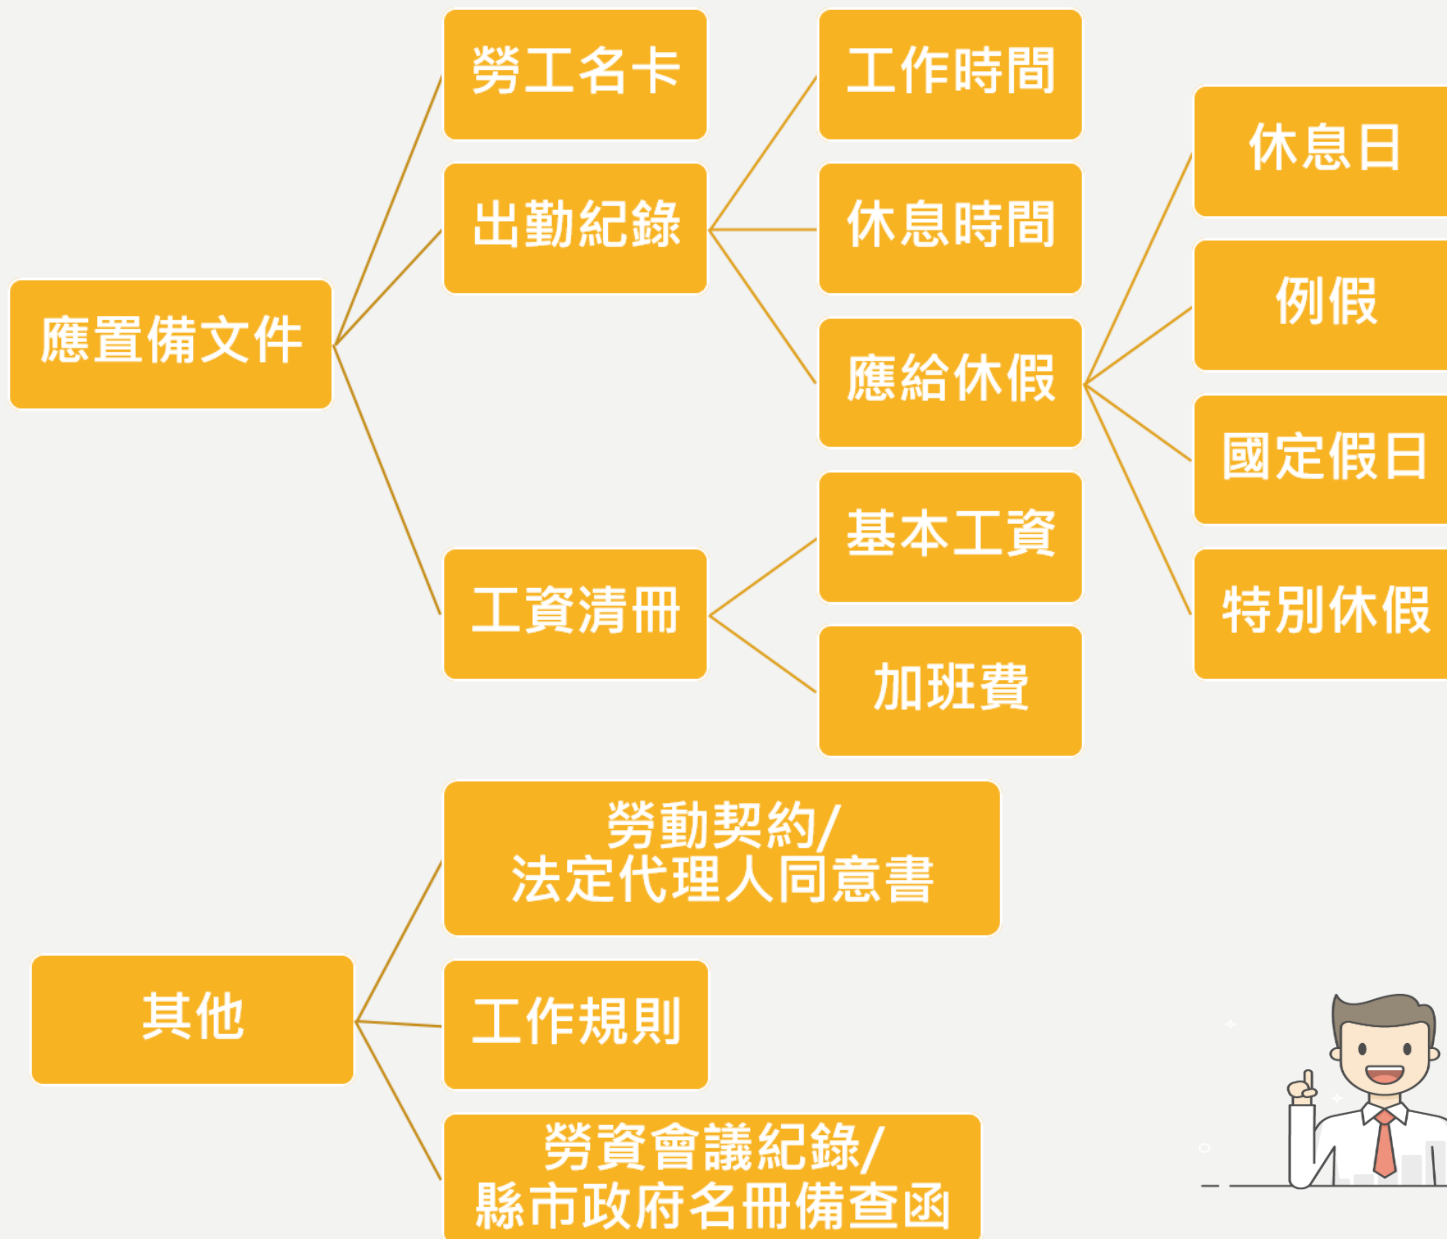 應置備文件
勞工名卡
出勤紀錄
工作時間
休息時間
應給休假
休息日
例假
國定假日
特別休假
工資清冊
基本工資
加班費
其他
勞動契約/
法定代理人同意書
工作規則
勞資會議紀錄/
縣市政府名冊備查函